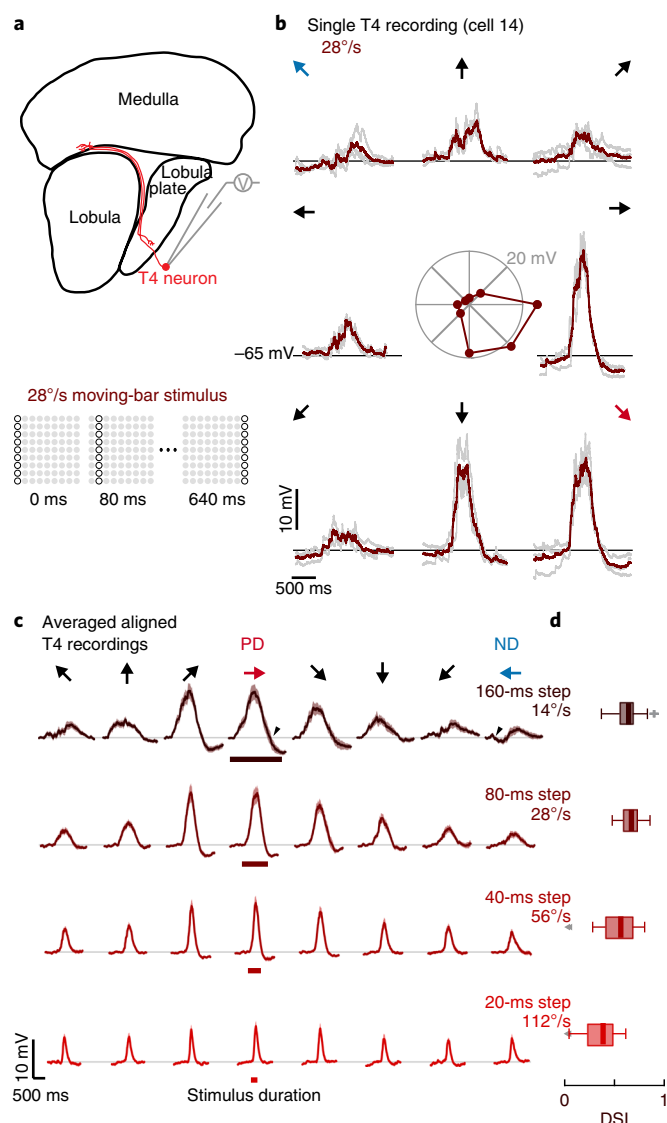 a
Medulla
Lobula
plate
Lobula
V
T4 neuron
28°/s moving-bar stimulus
0 ms
80 ms
640 ms
b
Single T4 recording (cell 14)
28°/s
20 mV
–65 mV
10 mV
500 ms
c
Averaged aligned
T4 recordings
PD
ND
d
160-ms step
14°/s
80-ms step
28°/s
40-ms step
56°/s
20-ms step
112°/s
10 mV
500 ms
Stimulus duration
0
1
DSI